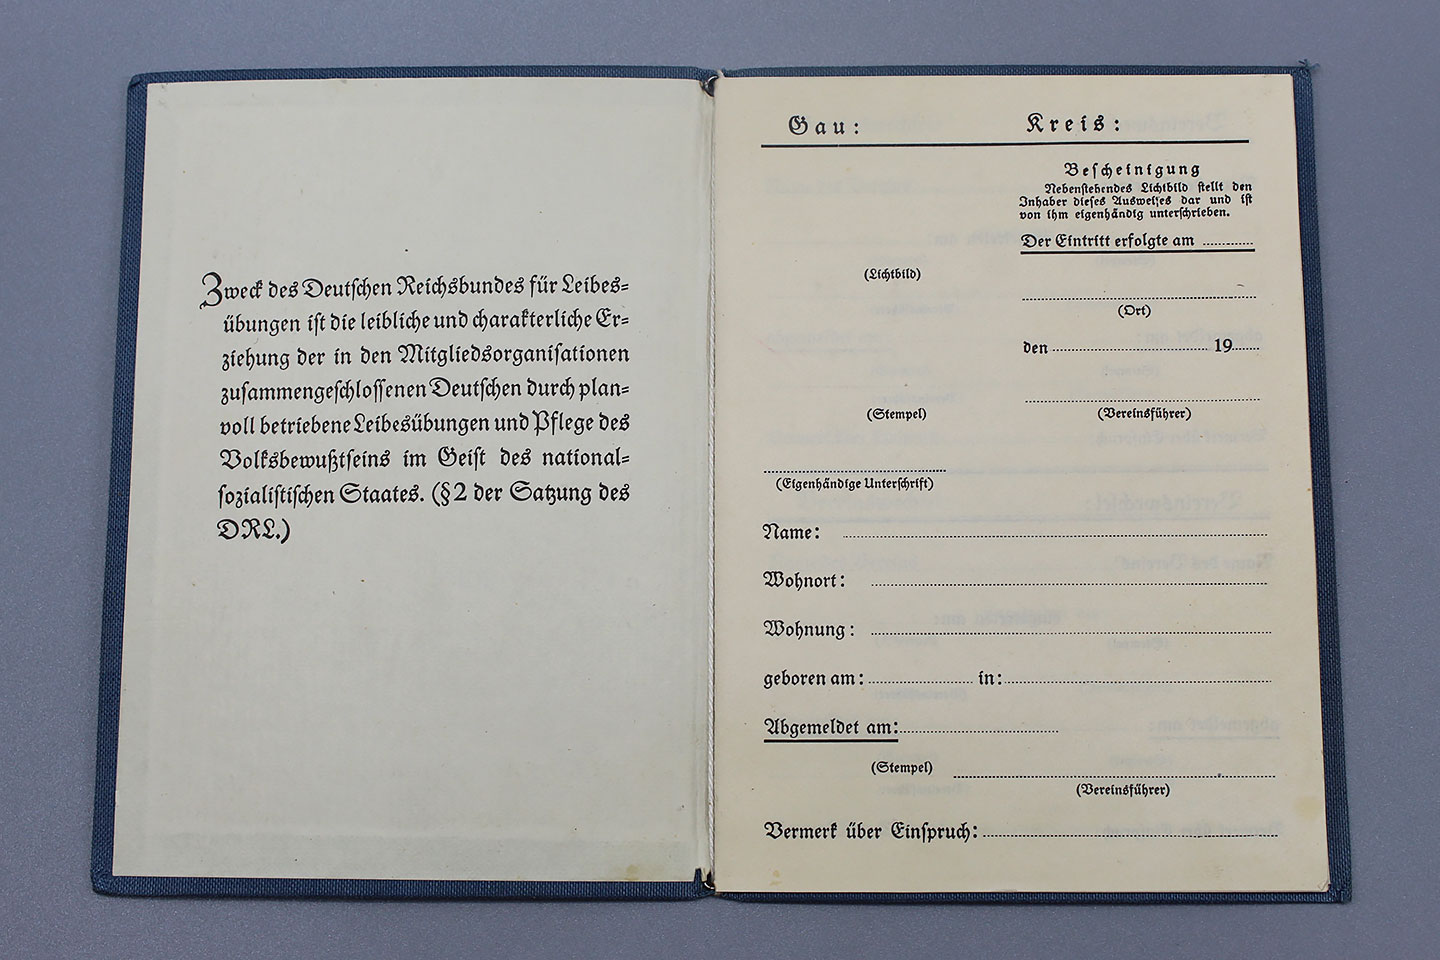 Zweck des Deutschen Reichsbundes für Leibes-
übungen ist die leibliche und charakterliche Er-
ziehung der in den Mitgliedsorganisationen
zusammengeschlossenen Deutschen durch plan-
voll betriebene Leibesübungen und Pflege des
Volksbewußtseins im Geist des national-
sozialistischen Staates. (§ 2 der Satzung des
DRL.)
Gau: Kreis:
Bescheinigung
Nebenstehendes Lichtbild stellt den
Inhaber dieses Ausweises dar und ist
von ihm eigenhändig unterschrieben.
Der Eintritt erfolgte am
(Lichtbild)
(Ort)
den 19
(Stempel) (Vereinsführer)
(Eigenhändige Unterschrift)
Name:
Wohnort:
Wohnung:
geboren am: in:
Abgemeldet am:
(Stempel)
(Vereinsführer)
Vermerk über Einspruch: